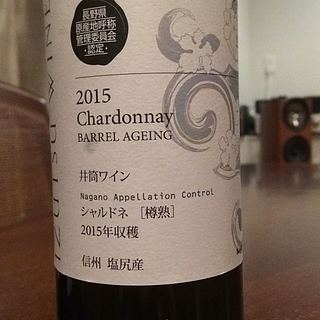 長野県
原産地呼称
管理委員会
・認定・
2015
Chardonnay
BARREL AGEING
井筒ワイン
Nagano Appellation Control
シャルドネ ［樽熟］
2015年収穫
信州 塩尻産